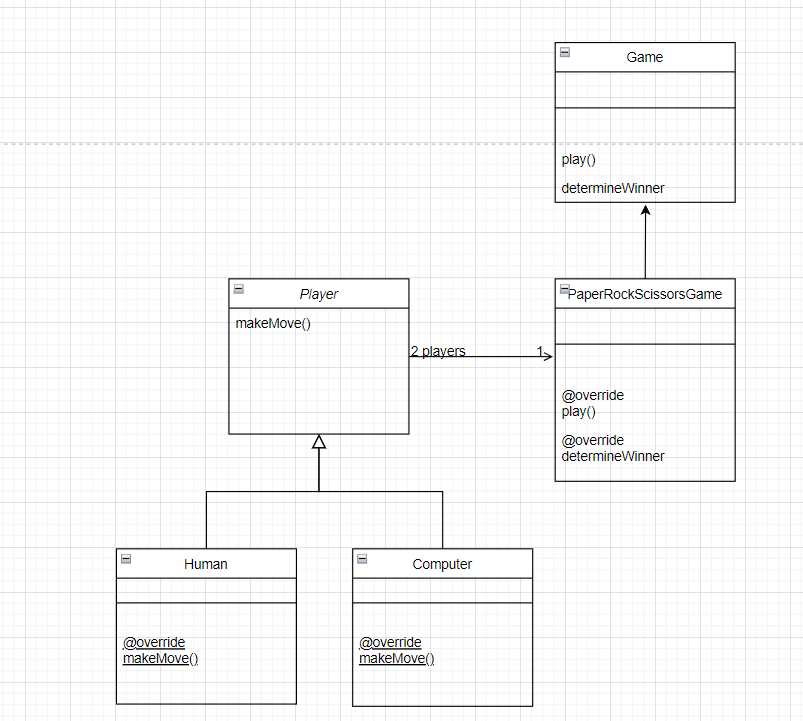 Game
play()
determineWinner
Player
makeMove()
2 players
1
PaperRockScissorsGame
@override
play()
@override
determineWinner
Human
@override
makeMove()
Computer
@override
makeMove()